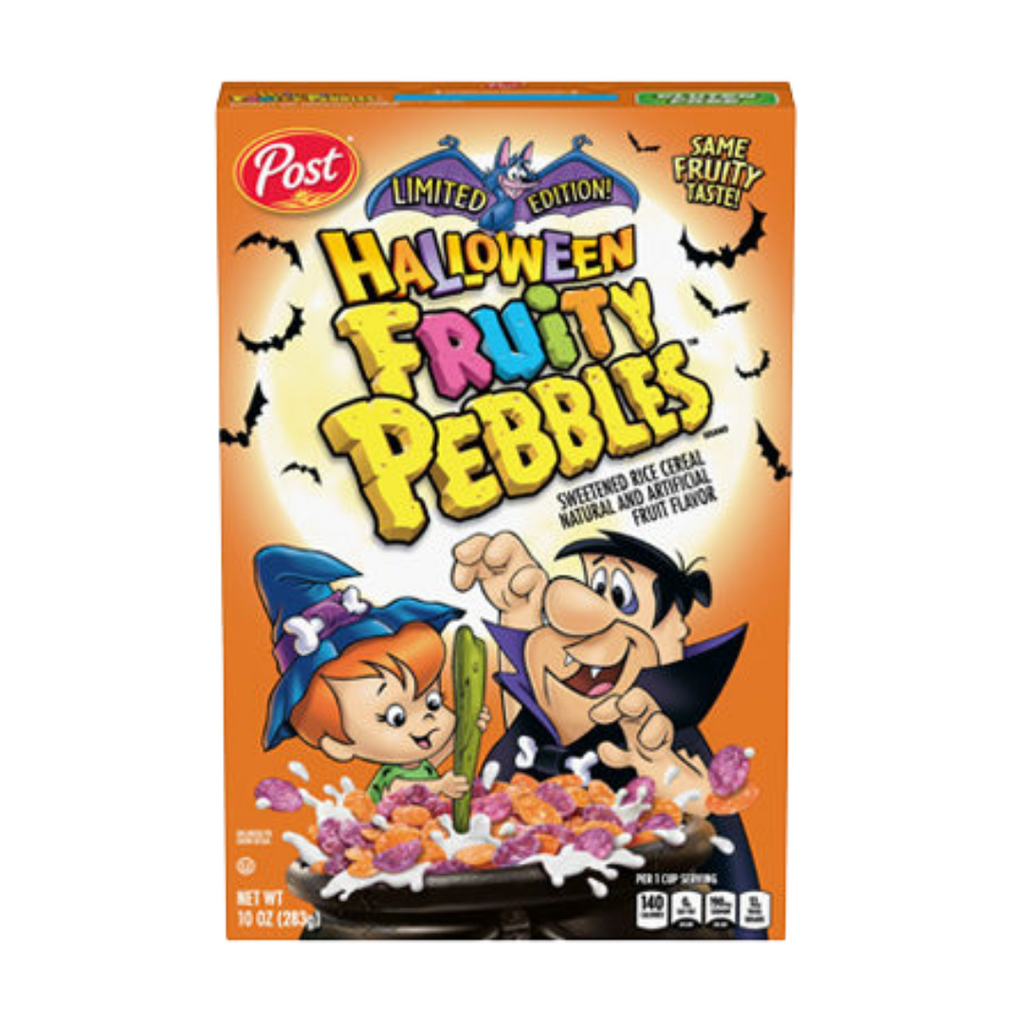 Post
LIMITED EDITION!
SAME
FRUITY
TASTE!
HALLOWEEN
FRUITY
PEBBLES
SWEETENED RICE CEREAL
NATURAL AND ARTIFICIAL
FRUIT FLAVOR
NET WT
10 OZ (283g)
PER 1 CUP SERVING
140
CALORIES